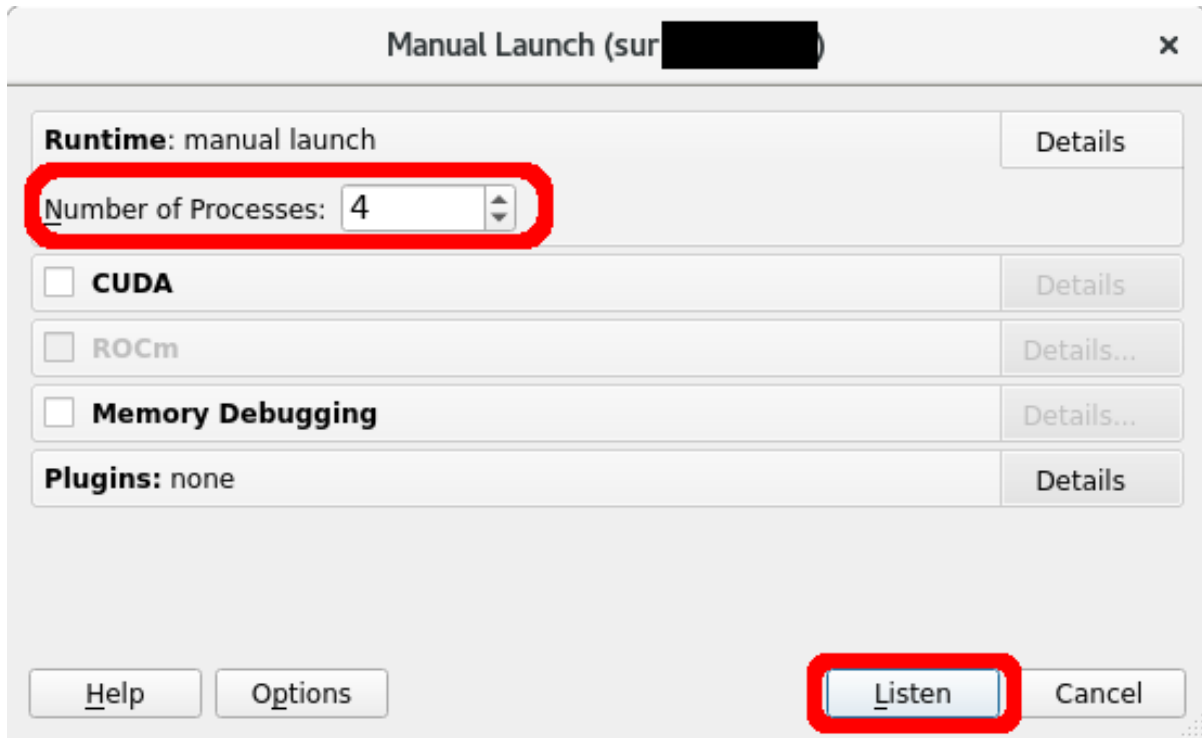 Manual Launch (sur )
Runtime: manual launch Details
Number of Processes: 4
CUDA Details
ROCm Details...
Memory Debugging Details...
Plugins: none Details
Help Options Listen Cancel